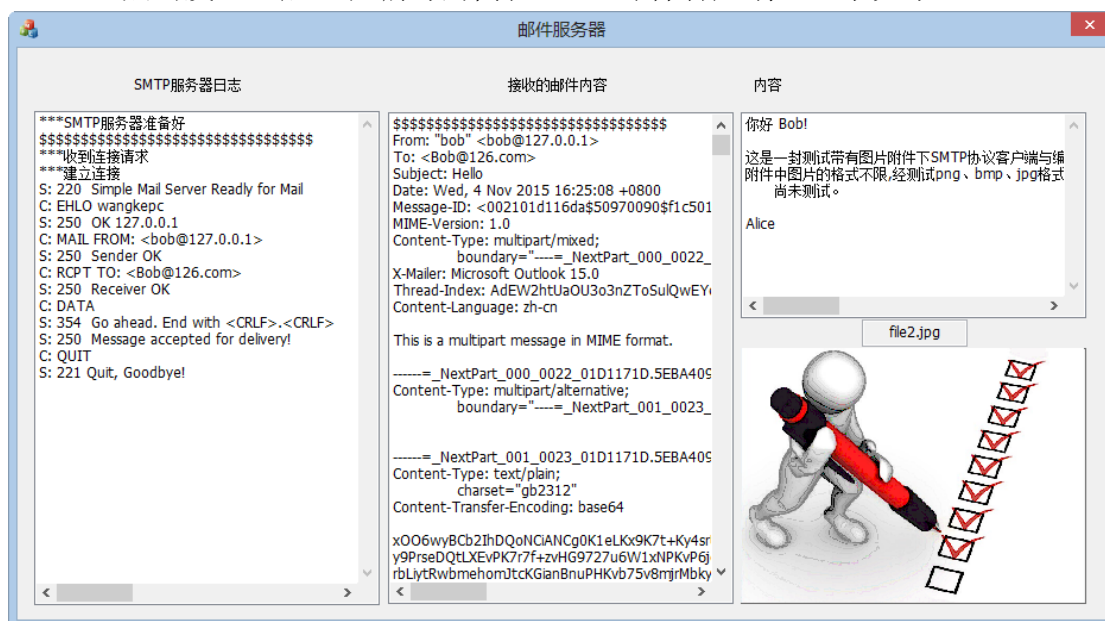 邮件服务器
SMTP服务器日志
接收的邮件内容
内容
***SMTP服务器准备好
$$$$$$$$$$$$$$$$$$$$$$$$$$$$$$$$$
***收到连接请求
***建立连接
S: 220  Simple Mail Server Ready for Mail
C: EHLO wangkepc
S: 250  OK 127.0.0.1
C: MAIL FROM: <bob@127.0.0.1>
S: 250  Sender OK
C: RCPT TO: <Bob@126.com>
S: 250  Receiver OK
C: DATA
S: 354  Go ahead. End with <CRLF>.<CRLF>
S: 250  Message accepted for delivery!
C: QUIT
S: 221 Quit, Goodbye!
$$$$$$$$$$$$$$$$$$$$$$$$$$$$$$$$$
From: "bob" <bob@127.0.0.1>
To: <Bob@126.com>
Subject: Hello
Date: Wed, 4 Nov 2015 16:25:08 +0800
Message-ID: <002101d116da$50970090$f1c501
MIME-Version: 1.0
Content-Type: multipart/mixed;
boundary="----=_NextPart_000_0022_
X-Mailer: Microsoft Outlook 15.0
Thread-Index: AdEW2htUaOU3o3nZToSulQwEY
Content-Language: zh-cn
This is a multipart message in MIME format.
------=_NextPart_000_0022_01D1171D.5EBA409
Content-Type: multipart/alternative;
boundary="----=_NextPart_001_0023_
------=_NextPart_001_0023_01D1171D.5EBA409
Content-Type: text/plain;
charset="gb2312"
Content-Transfer-Encoding: base64
xOO6wyBCb2IhDQoNCiANCg0K1eLKx9K7t+Ky4sr
y9PrseDQtLXEvPK7r7f+zvHG9727u6W1xNPKvP6j
rbLiytRwbmehomJtcKGianBnuPHKvb75v8mjrMbky
你好 Bob!
这是一封测试带有图片附件下SMTP协议客户端与编
附件中图片的格式不限,经测试png、bmp、jpg格式
尚未测试。
Alice
file2.jpg